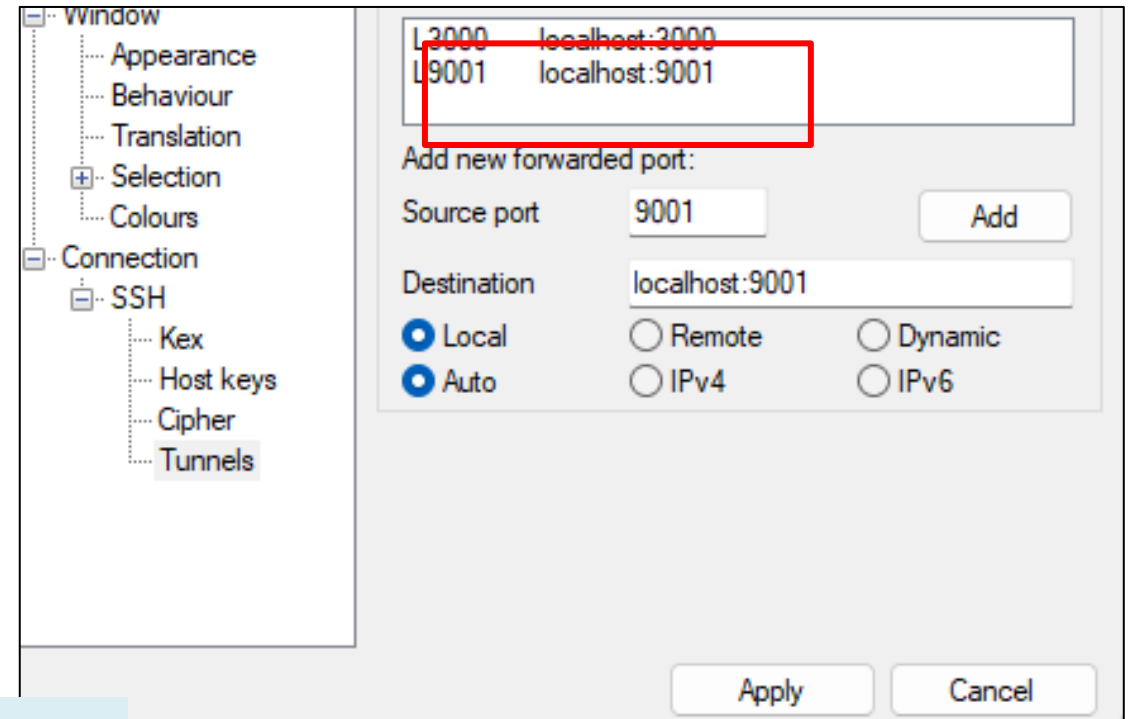 Window
Appearance
Behaviour
Translation
Selection
Colours
Connection
SSH
Kex
Host keys
Cipher
Tunnels
L3000 localhost:3000
L9001 localhost:9001
Add new forwarded port:
Source port 9001 Add
Destination localhost:9001
Local Remote Dynamic
Auto IPv4 IPv6
Apply Cancel